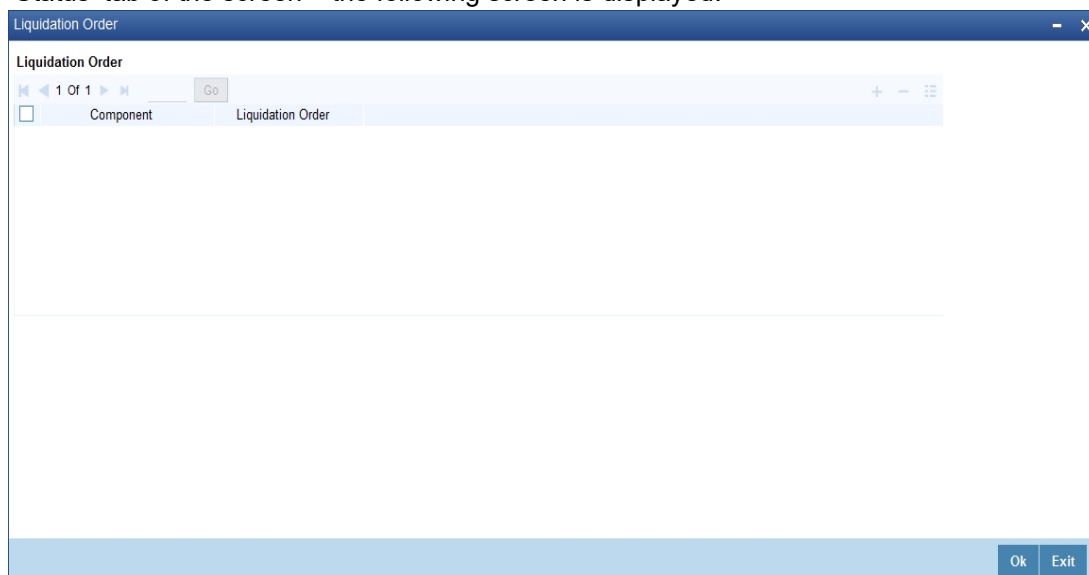 'Status' tab of the screen – the following screen is displayed:
Liquidation Order
Liquidation Order
1 Of 1 Go
Component Liquidation Order
Ok Exit